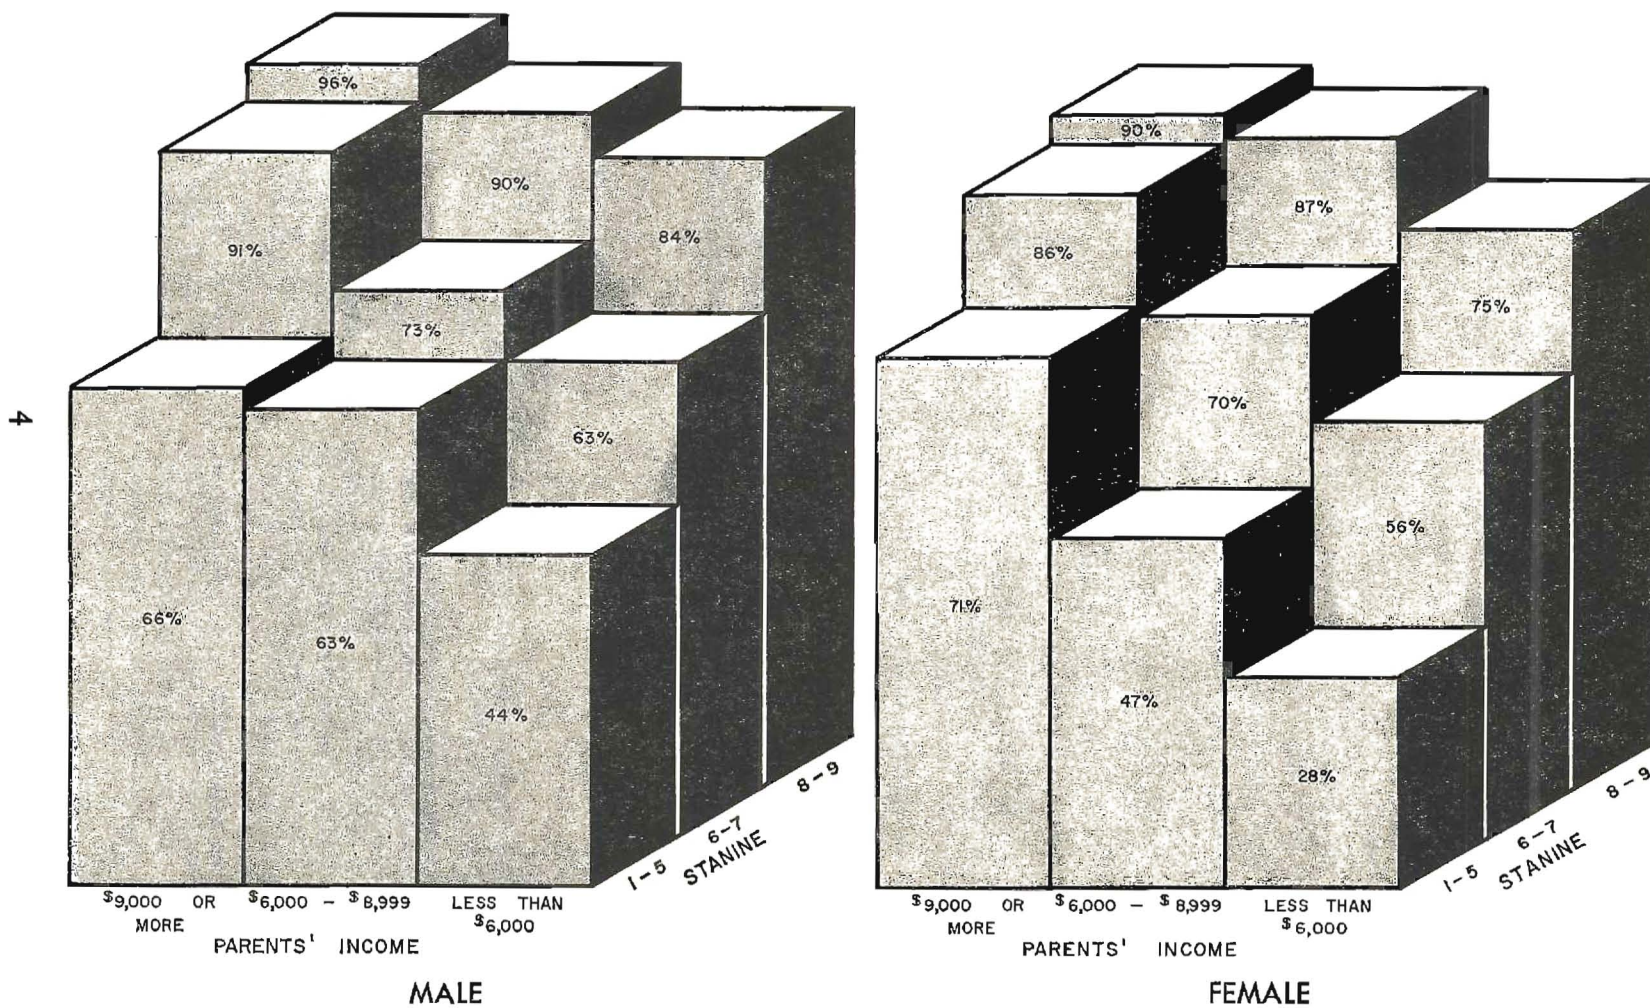 96%
90%
84%
91%
73%
63%
66%
63%
44%
1-5
6-7
8-9
STANINE
$9,000 OR
MORE
$6,000 - $8,999
LESS THAN
$6,000
PARENTS' INCOME
MALE
90%
87%
75%
86%
70%
56%
71%
47%
28%
1-5
6-7
8-9
STANINE
$9,000 OR
MORE
$6,000 - $8,999
LESS THAN
$6,000
PARENTS' INCOME
FEMALE
4